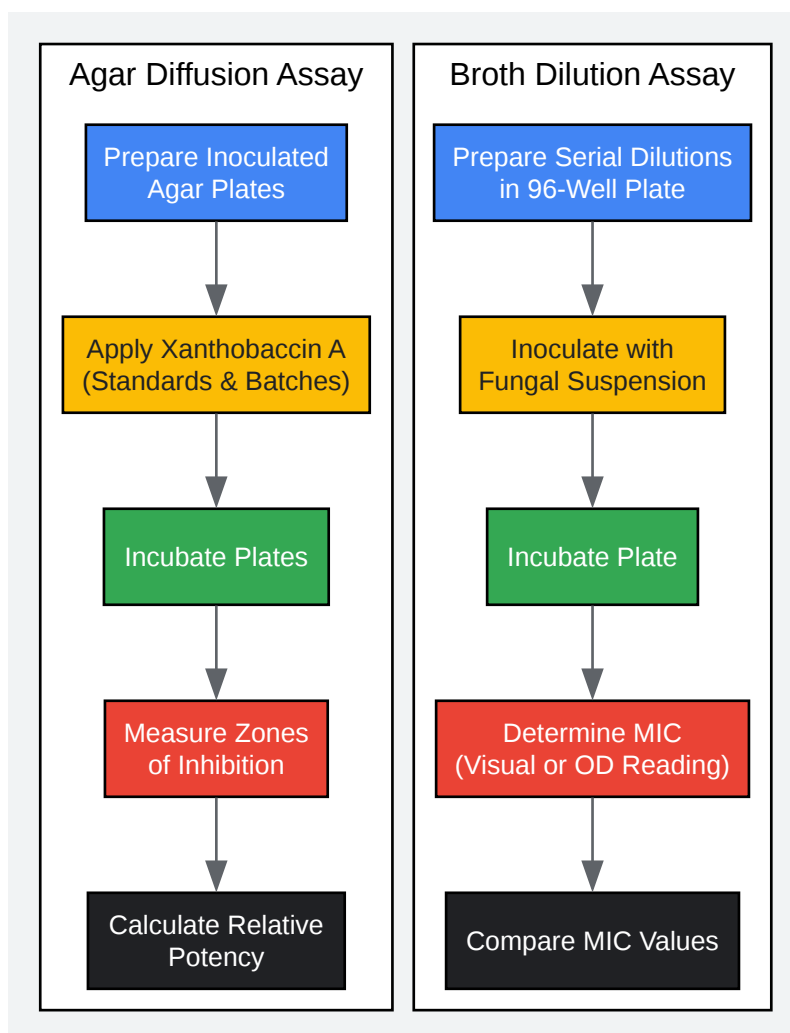 Agar Diffusion Assay
Prepare Inoculated
Agar Plates
Apply Xanthobaccin A
(Standards & Batches)
Incubate Plates
Measure Zones
of Inhibition
Calculate Relative
Potency
Broth Dilution Assay
Prepare Serial Dilutions
in 96-Well Plate
Inoculate with
Fungal Suspension
Incubate Plate
Determine MIC
(Visual or OD Reading)
Compare MIC Values